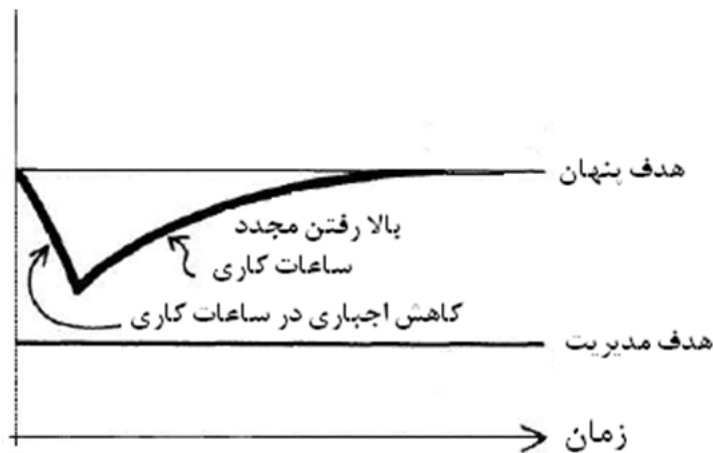 هدف پنهان
بالا رفتن مجدد
ساعات کاری
کاهش اجباری در ساعات کاری
هدف مدیریت
زمان